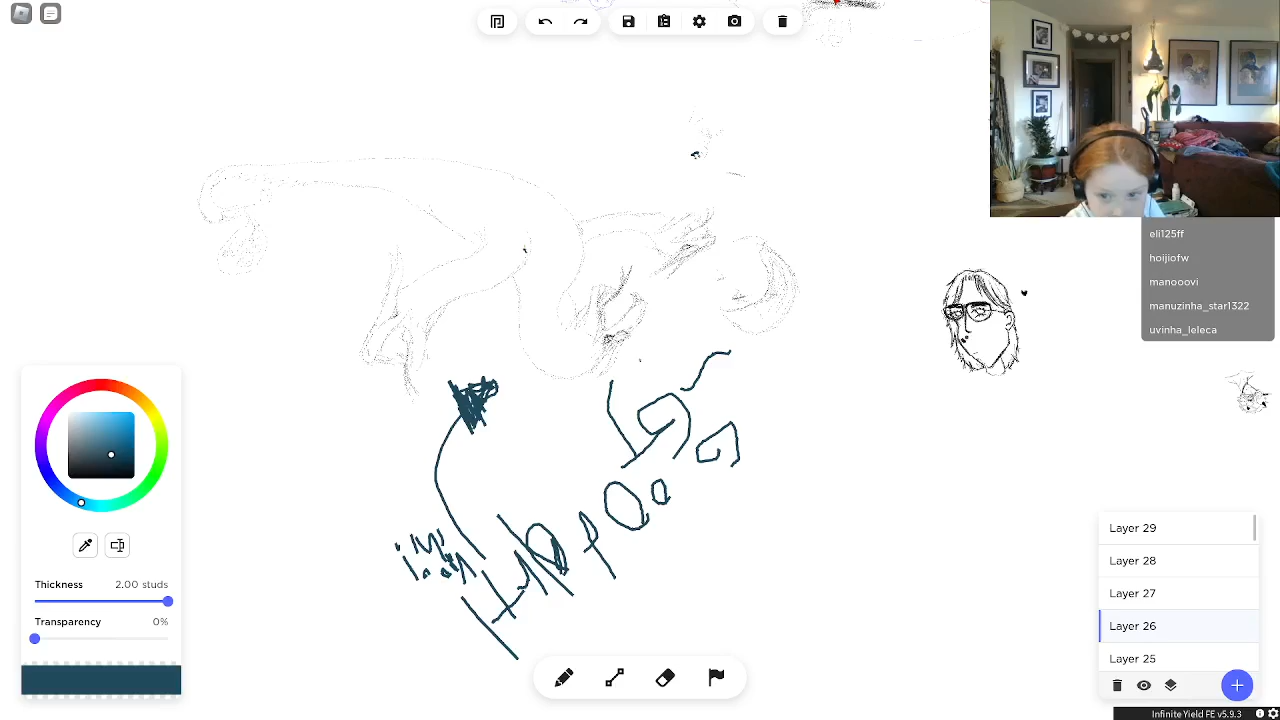 eli125ff
hoijiofw
manooovi
manuzinha_star1322
uvinha_leleca
Thickness 2.00 studs
Transparency 0%
Layer 29
Layer 28
Layer 27
Layer 26
Layer 25
Infinite Yield FE v5.9.3